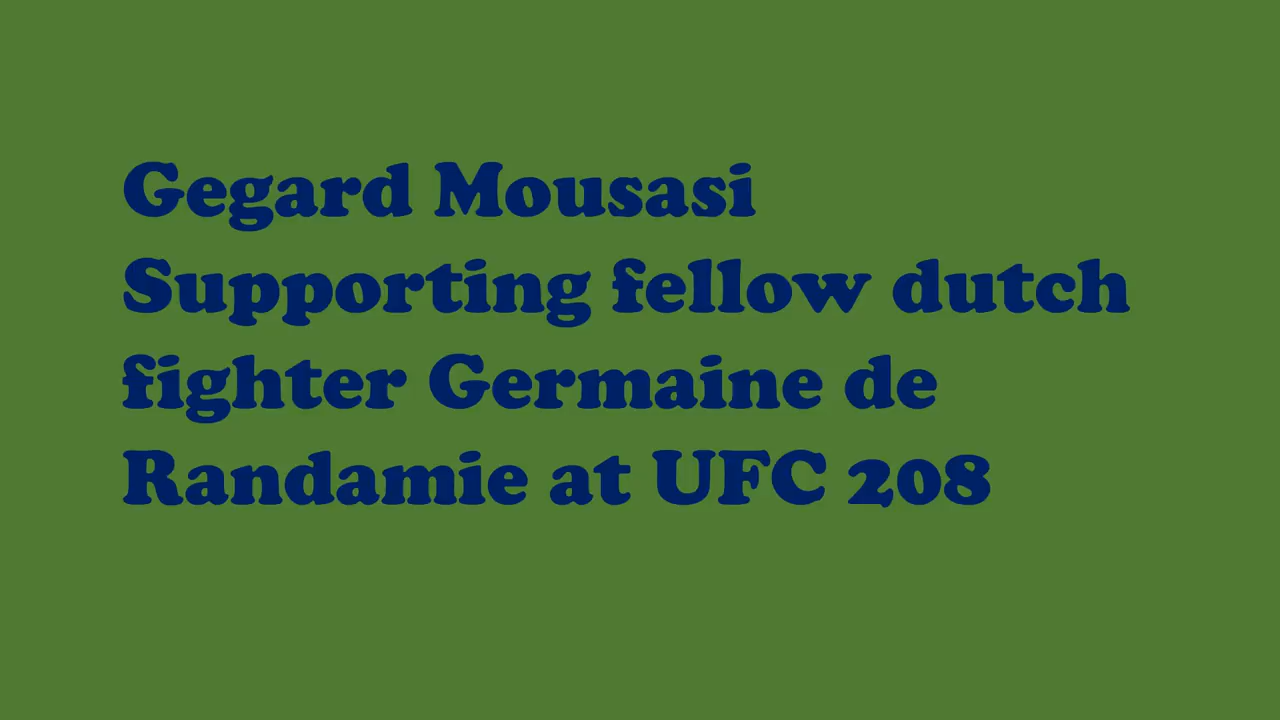 Gegard Mousasi
Supporting fellow dutch
fighter Germaine de
Randamie at UFC 208